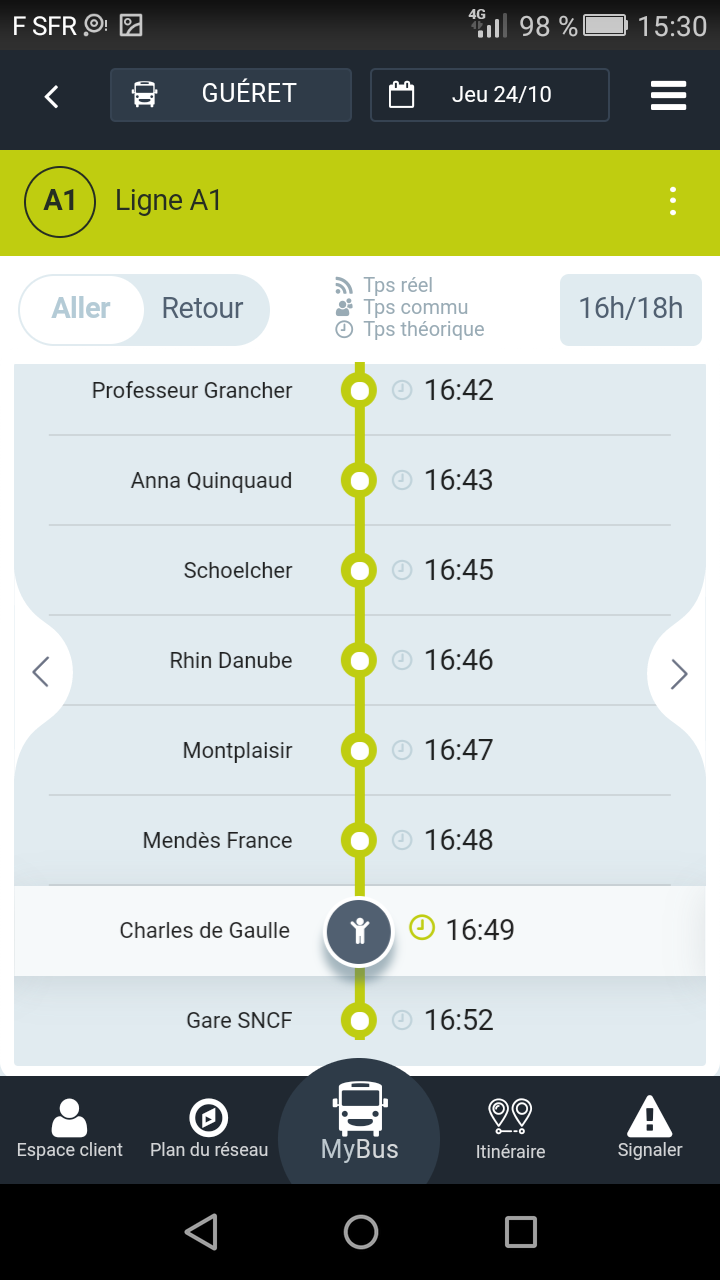 F SFR
4G 98 % 15:30
GUÉRET Jeu 24/10
A1 Ligne A1
Aller Retour
Tps réel
Tps commu
Tps théorique
16h/18h
Professeur Grancher 16:42
Anna Quinquaud 16:43
Schoelcher 16:45
Rhin Danube 16:46
Montplaisir 16:47
Mendès France 16:48
Charles de Gaulle 16:49
Gare SNCF 16:52
Espace client Plan du réseau MyBus Itinéraire Signaler